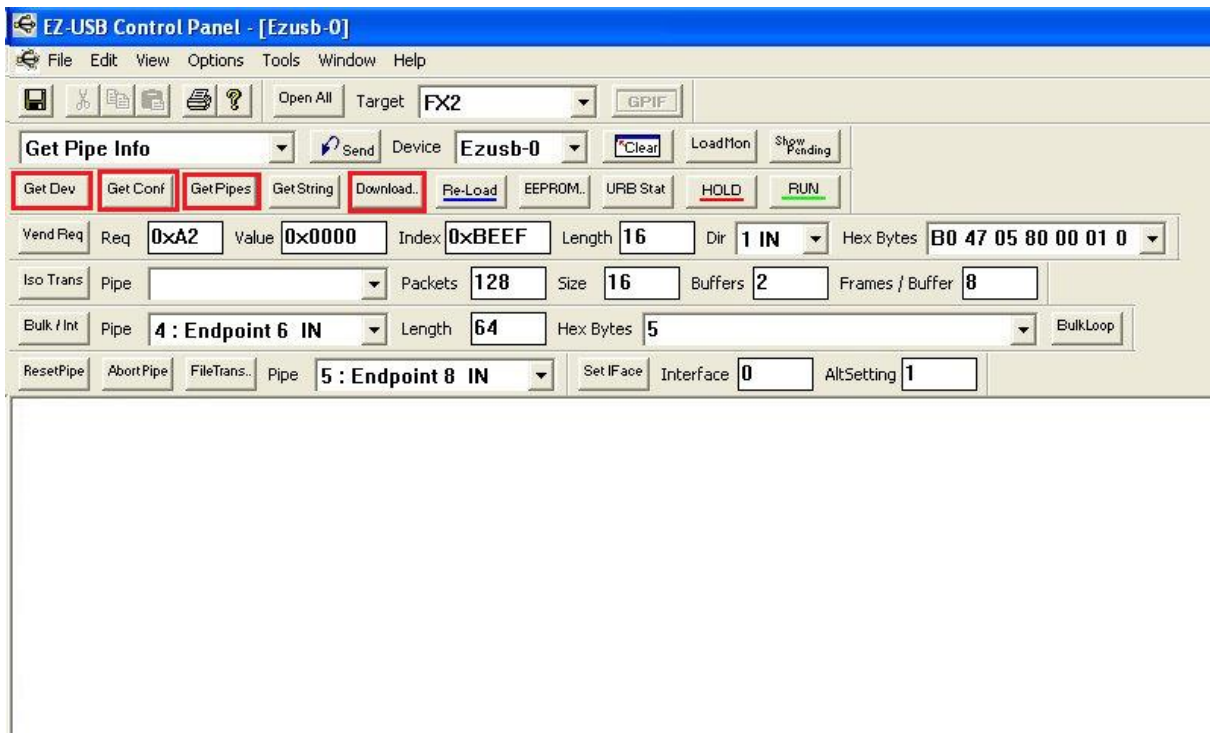 EZ-USB Control Panel - [Ezusb-0]
File Edit View Options Tools Window Help
Open All Target FX2 GPIF
Get Pipe Info Send Device Ezusb-0 Clear LoadMon Show Pending
Get Dev Get Conf Get Pipes Get String Download.. Re-Load EEPROM.. URB Stat HOLD RUN
Vend Req Req 0xA2 Value 0x0000 Index 0xBEEF Length 16 Dir 1 IN Hex Bytes B0 47 05 80 00 01 0
Iso Trans Pipe Packets 128 Size 16 Buffers 2 Frames / Buffer 8
Bulk / Int Pipe 4 : Endpoint 6 IN Length 64 Hex Bytes 5 BulkLoop
ResetPipe AbortPipe FileTrans.. Pipe 5 : Endpoint 8 IN Set IFace Interface 0 AltSetting 1